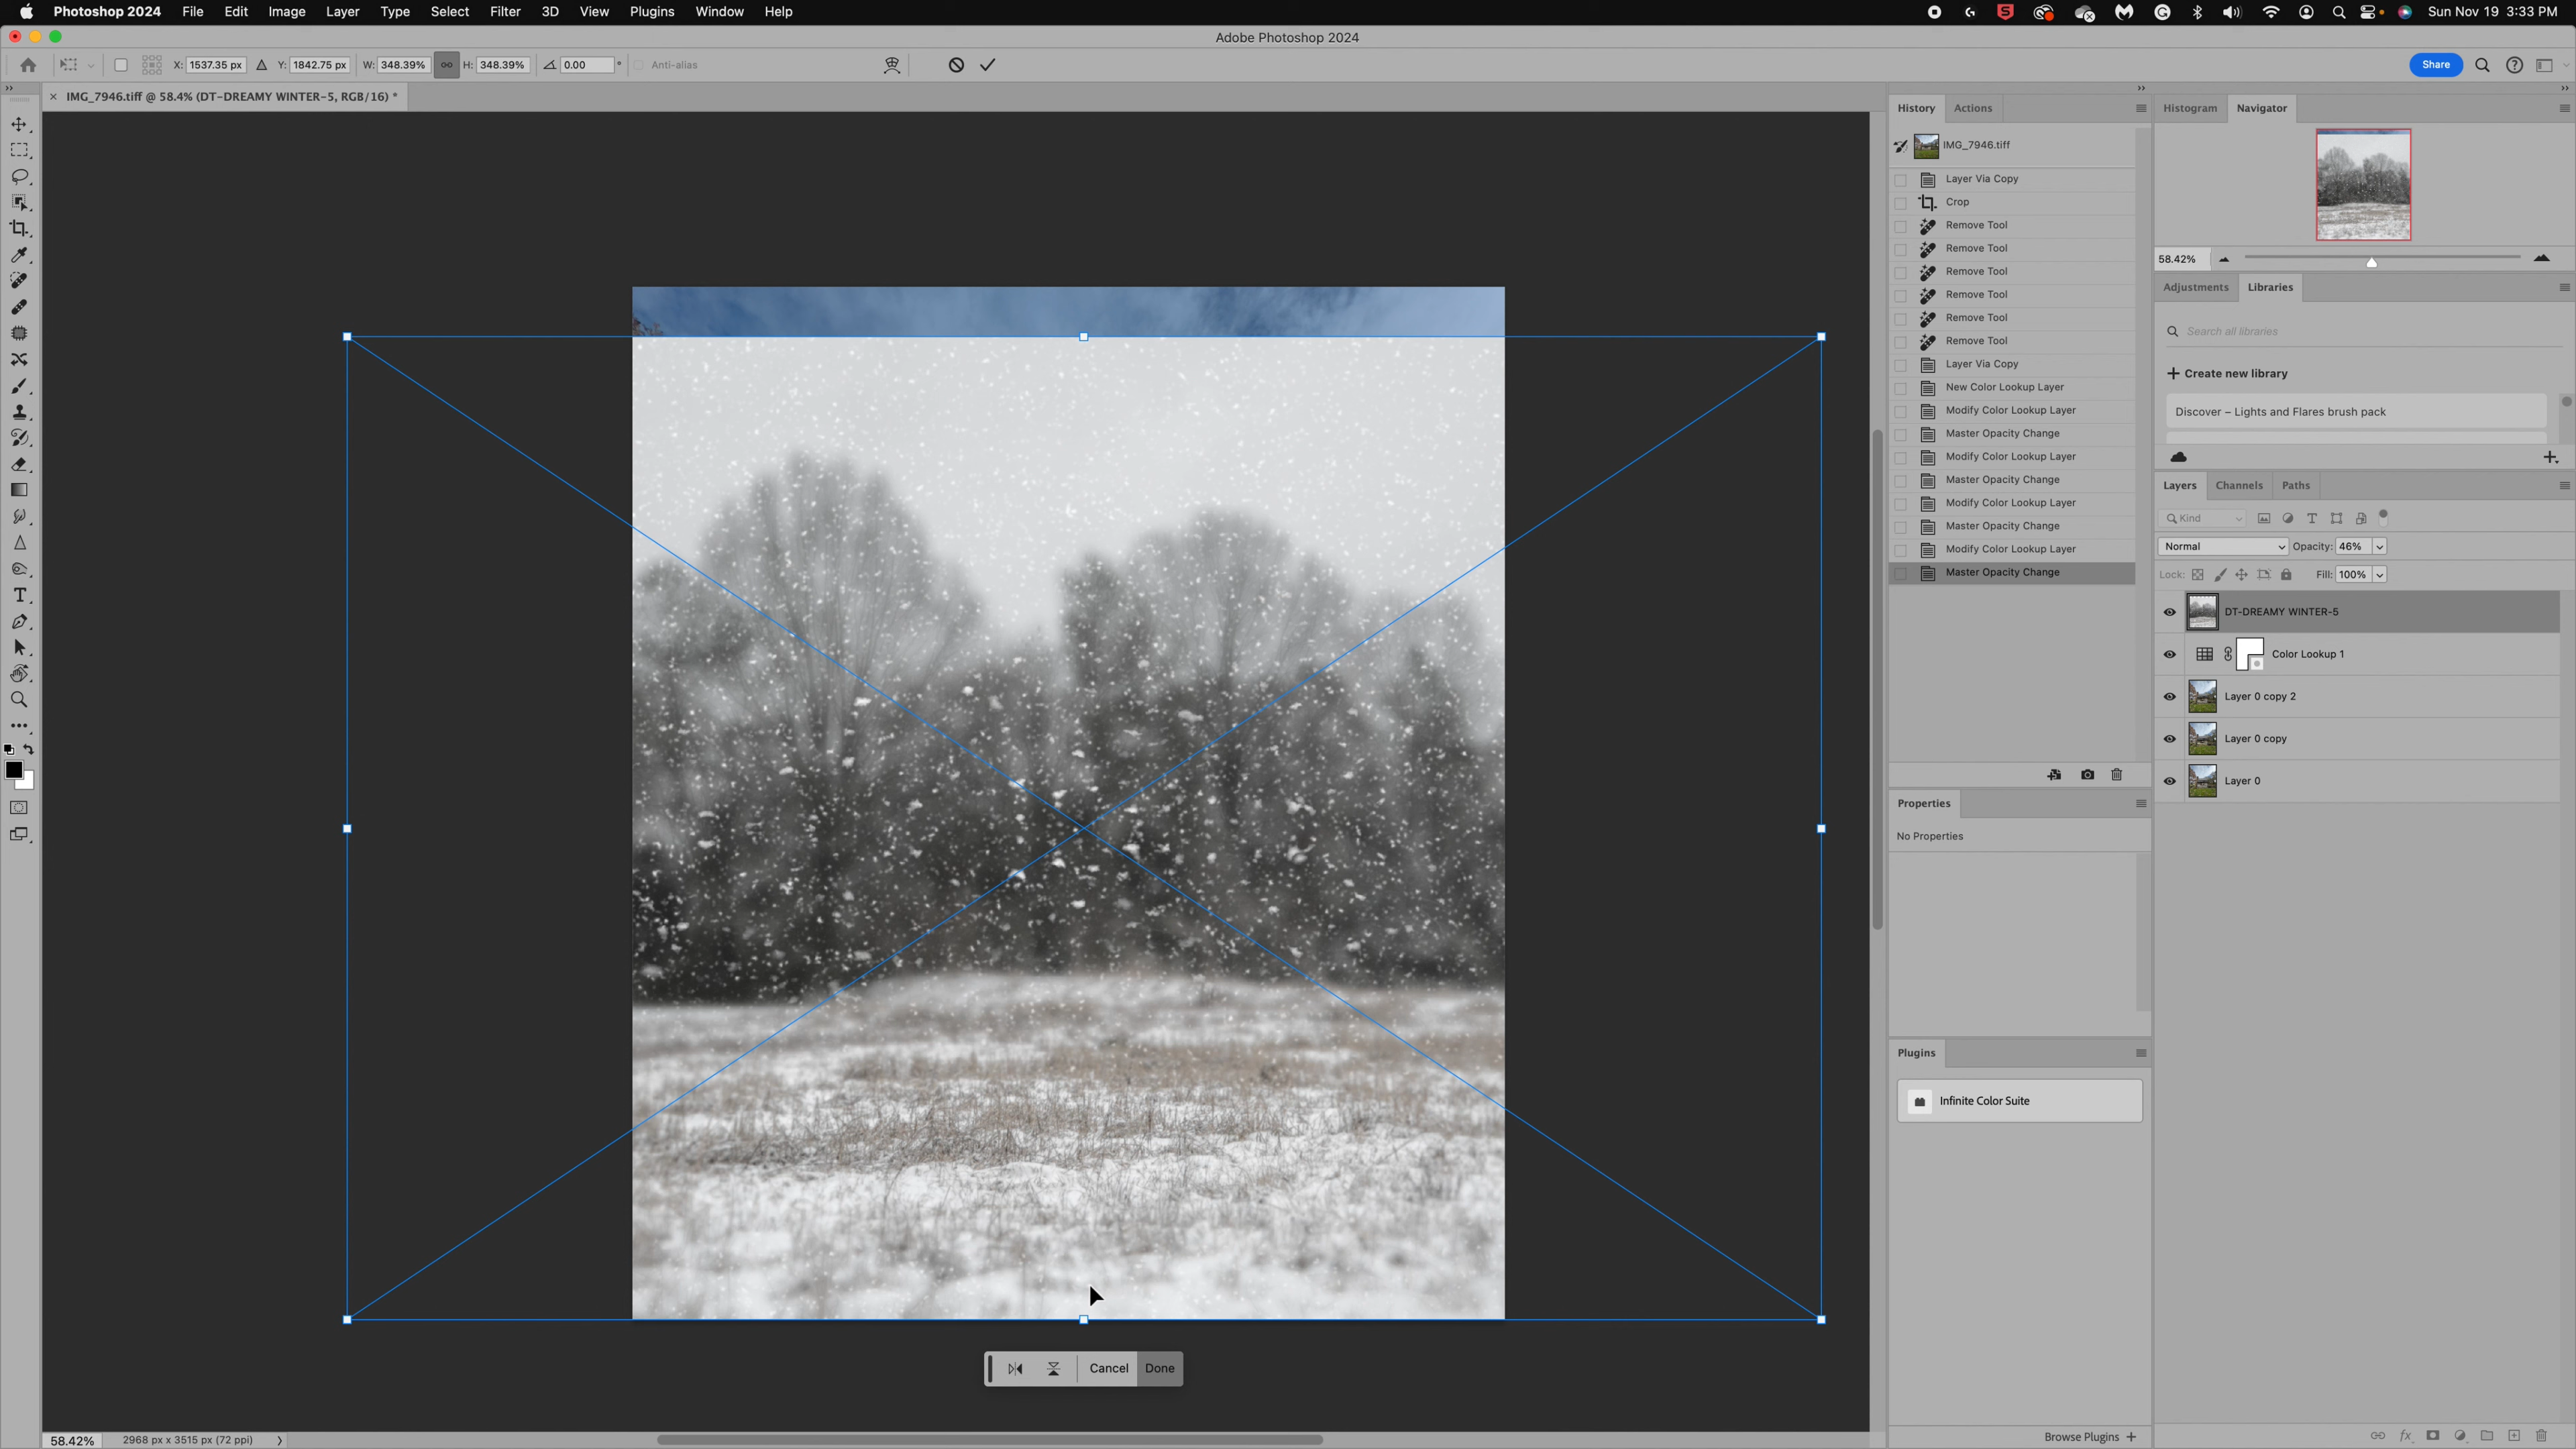 Photoshop 2024 File Edit Image Layer Type Select Filter 3D View Plugins Window Help
Sun Nov 19 3:33 PM
Adobe Photoshop 2024
X: 1537.35 px Y: 1842.75 px W: 348.39% H: 348.39% 0.00 ° Anti-alias
Share
IMG_7946.tiff @ 58.4% (DT-DREAMY WINTER-5, RGB/16) *
History Actions
IMG_7946.tiff
Layer Via Copy
Crop
Remove Tool
Remove Tool
Remove Tool
Remove Tool
Remove Tool
Remove Tool
Layer Via Copy
New Color Lookup Layer
Modify Color Lookup Layer
Master Opacity Change
Modify Color Lookup Layer
Master Opacity Change
Modify Color Lookup Layer
Master Opacity Change
Modify Color Lookup Layer
Master Opacity Change
Properties
No Properties
Plugins
Infinite Color Suite
Browse Plugins +
Histogram Navigator
58.42%
Adjustments Libraries
Search all libraries
+ Create new library
Discover – Lights and Flares brush pack
Layers Channels Paths
Kind
Normal Opacity: 46%
Lock: Fill: 100%
DT-DREAMY WINTER-5
Color Lookup 1
Layer 0 copy 2
Layer 0 copy
Layer 0
Cancel Done
58.42% 2968 px x 3515 px (72 ppi)